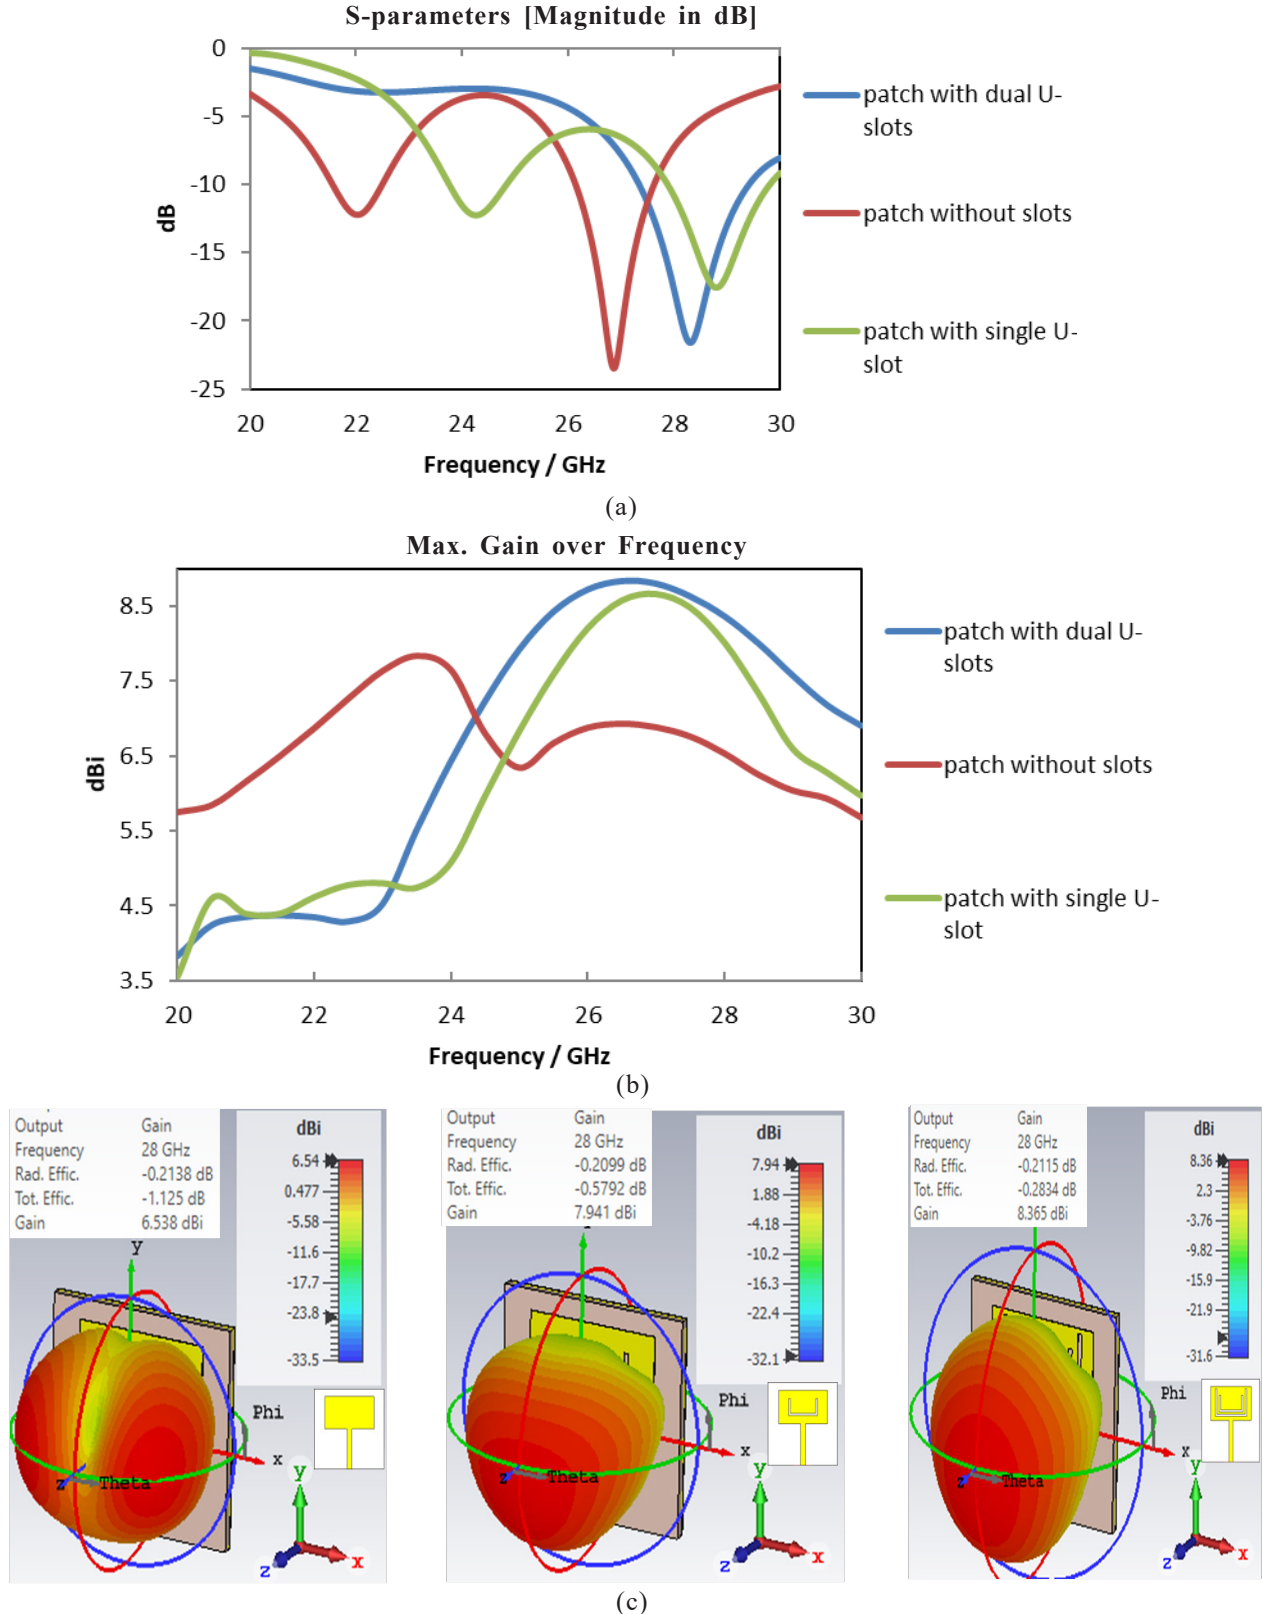 S-parameters [Magnitude in dB]
0
-5
-10
-15
-20
-25
dB
20 22 24 26 28 30
Frequency / GHz
patch with dual U-
slots
patch without slots
patch with single U-
slot
(a)
Max. Gain over Frequency
8.5
7.5
6.5
5.5
4.5
3.5
dBi
20 22 24 26 28 30
Frequency / GHz
patch with dual U-
slots
patch without slots
patch with single U-
slot
(b)
Output Gain
Frequency 28 GHz
Rad. Effic. -0.2138 dB
Tot. Effic. -1.125 dB
Gain 6.538 dBi
dBi
6.54
0.477
-5.58
-11.6
-17.7
-23.8
-33.5
y
Phi
x
z
Theta
y
z
x
Output Gain
Frequency 28 GHz
Rad. Effic. -0.2099 dB
Tot. Effic. -0.5792 dB
Gain 7.941 dBi
dBi
7.94
1.88
-4.18
-10.2
-16.3
-22.4
-32.1
Phi
x
z
Theta
y
z
x
Output Gain
Frequency 28 GHz
Rad. Effic. -0.2115 dB
Tot. Effic. -0.2834 dB
Gain 8.365 dBi
dBi
8.36
2.3
-3.76
-9.82
-15.9
-21.9
-31.6
Phi
x
z
Theta
y
z
x
(c)